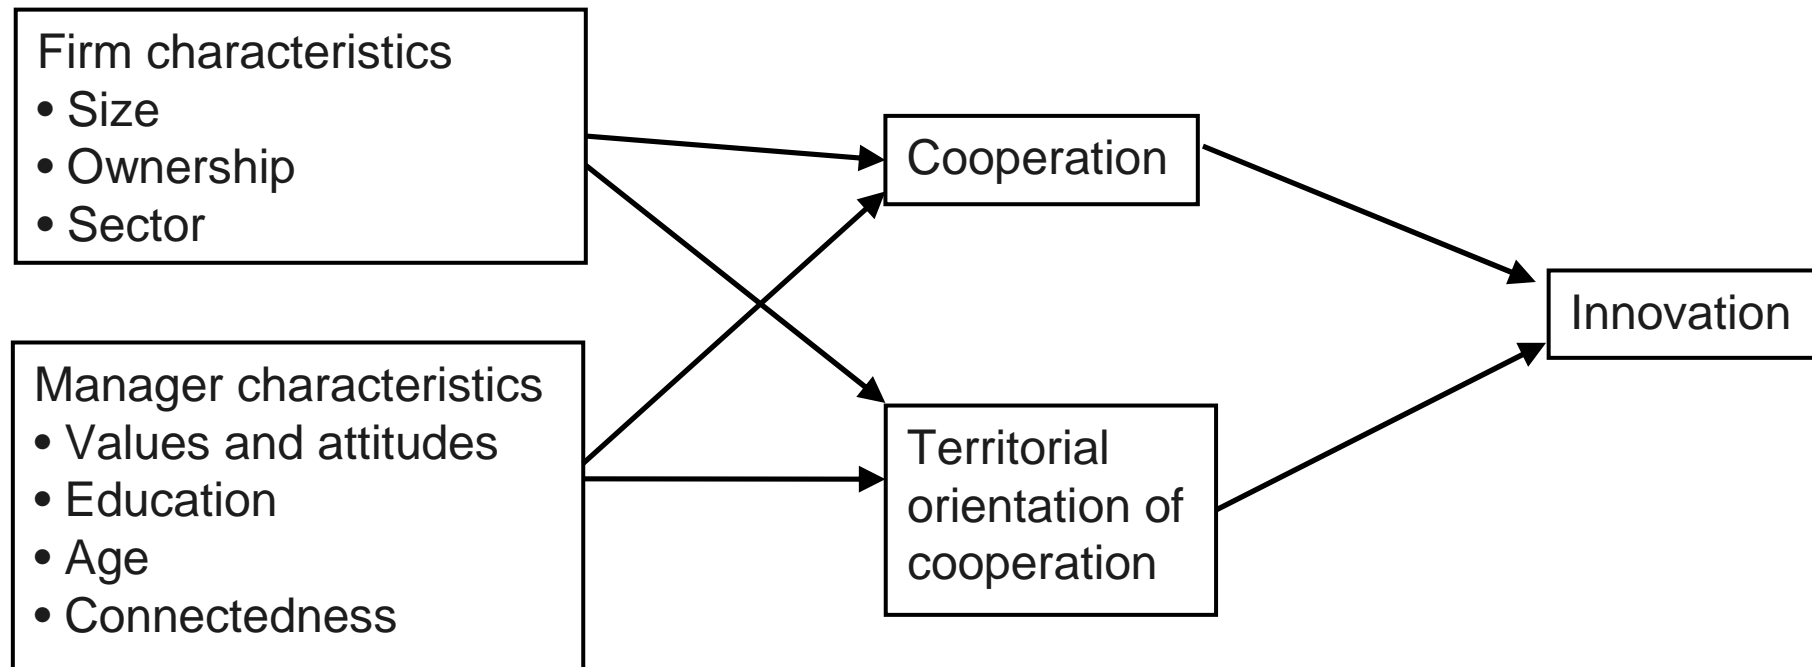 Firm characteristics
• Size
• Ownership
• Sector
Manager characteristics
• Values and attitudes
• Education
• Age
• Connectedness
Cooperation
Territorial
orientation of
cooperation
Innovation